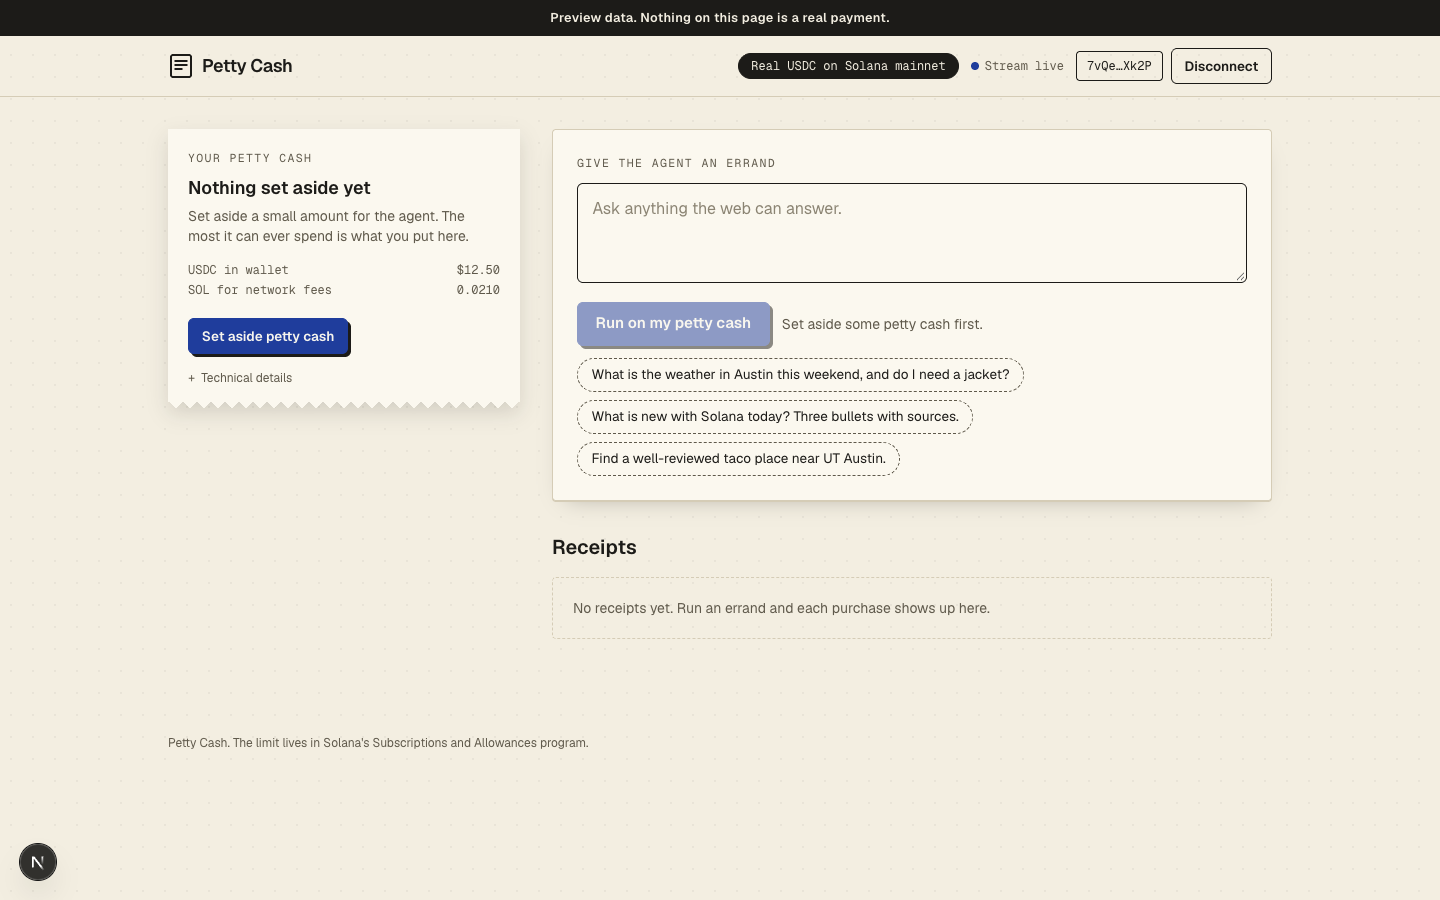 Preview data. Nothing on this page is a real payment.
Petty Cash
Real USDC on Solana mainnet
Stream live
7vQe…Xk2P
Disconnect
YOUR PETTY CASH
Nothing set aside yet
Set aside a small amount for the agent. The
most it can ever spend is what you put here.
USDC in wallet $12.50
SOL for network fees 0.0210
Set aside petty cash
+ Technical details
GIVE THE AGENT AN ERRAND
Ask anything the web can answer.
Run on my petty cash
Set aside some petty cash first.
What is the weather in Austin this weekend, and do I need a jacket?
What is new with Solana today? Three bullets with sources.
Find a well-reviewed taco place near UT Austin.
Receipts
No receipts yet. Run an errand and each purchase shows up here.
Petty Cash. The limit lives in Solana's Subscriptions and Allowances program.
N